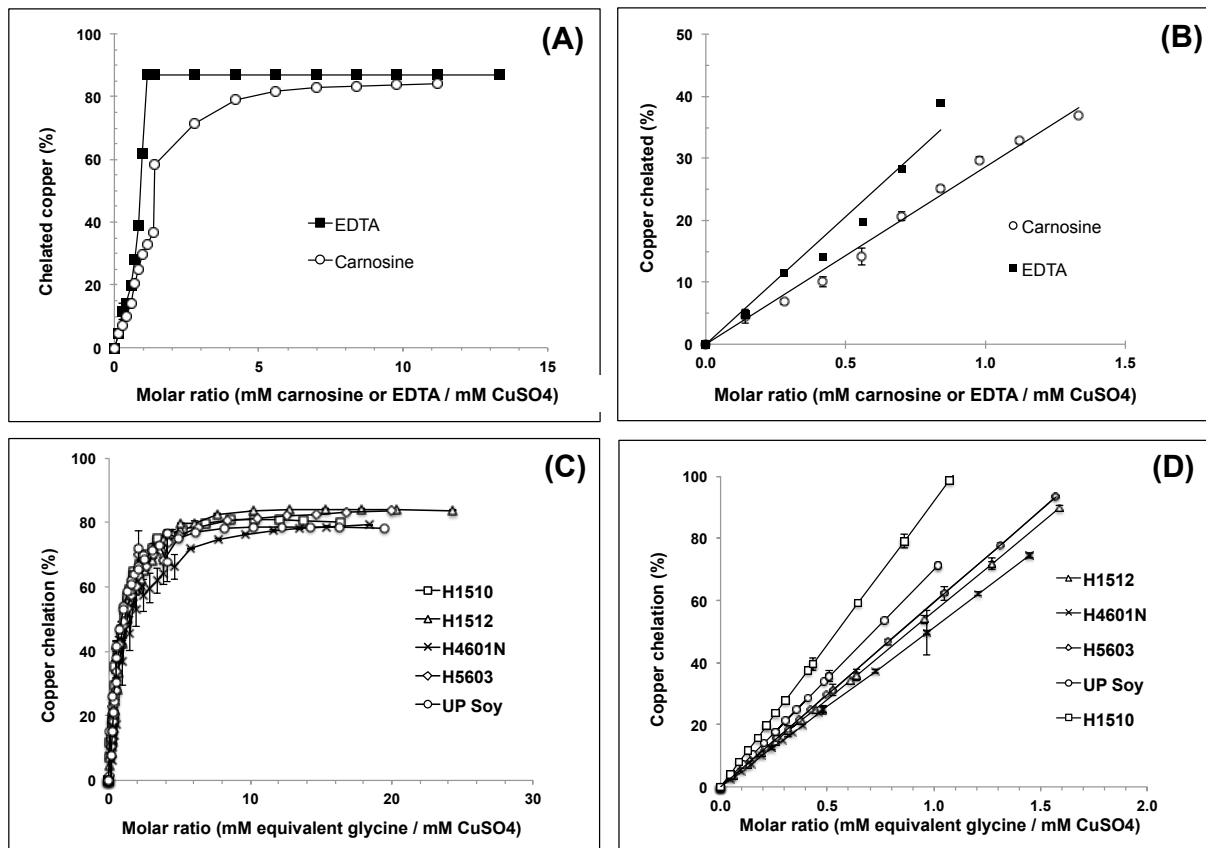 (A)
Chelated copper (%)
100
80
60
40
20
0
EDTA
Carnosine
0 5 10 15
Molar ratio (mM carnosine or EDTA / mM CuSO4)
(B)
Copper chelated (%)
50
40
30
20
10
0
Carnosine
EDTA
0.0 0.5 1.0 1.5
Molar ratio (mM carnosine or EDTA / mM CuSO4)
(C)
Copper chelation (%)
100
80
60
40
20
0
H1510
H1512
H4601N
H5603
UP Soy
0 10 20 30
Molar ratio (mM equivalent glycine / mM CuSO4)
(D)
Copper chelation (%)
100
80
60
40
20
0
H1512
H4601N
H5603
UP Soy
H1510
0.0 0.5 1.0 1.5 2.0
Molar ratio (mM equivalent glycine / mM CuSO4)